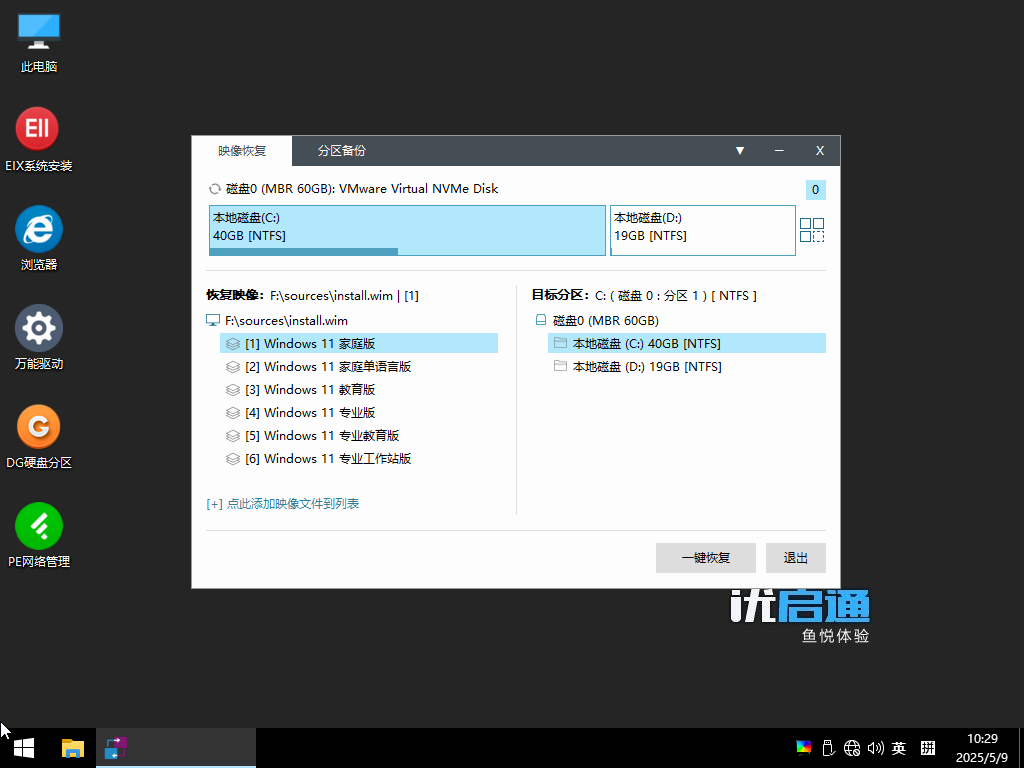 此电脑
EII
EIX系统安装
浏览器
万能驱动
G
DG硬盘分区
PE网络管理
映像恢复
分区备份
X
磁盘0 (MBR 60GB): VMware Virtual NVMe Disk
0
本地磁盘(C:)
40GB [NTFS]
本地磁盘(D:)
19GB [NTFS]
恢复映像: F:\sources\install.wim | [1]
F:\sources\install.wim
[1] Windows 11 家庭版
[2] Windows 11 家庭单语言版
[3] Windows 11 教育版
[4] Windows 11 专业版
[5] Windows 11 专业教育版
[6] Windows 11 专业工作站版
[+] 点此添加映像文件到列表
目标分区: C: ( 磁盘 0 : 分区 1 ) [ NTFS ]
磁盘0 (MBR 60GB)
本地磁盘 (C:) 40GB [NTFS]
本地磁盘 (D:) 19GB [NTFS]
一键恢复
退出
优启通
鱼悦体验
英
拼
10:29
2025/5/9